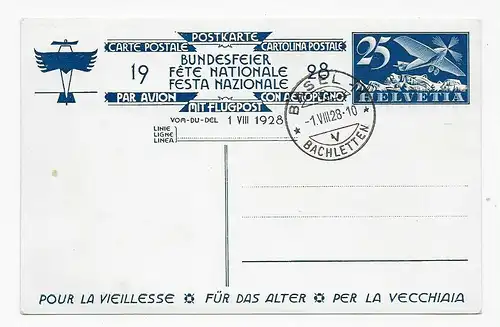 POSTKARTE
CARTE POSTALE CARTOLINA POSTALE
BUNDESFEIER
19 FÊTE NATIONALE 28
FESTA NAZIONALE
PAR AVION CON AEROPLANO
MIT FLUGPOST
VOM-DU-DEL 1 VIII 1928
LINIE
LIGNE
LINEA
25
HELVETIA
BASEL
-1.VIII.28-10
V
BACHLETTEN
POUR LA VIEILLESSE FÜR DAS ALTER PER LA VECCHIAIA